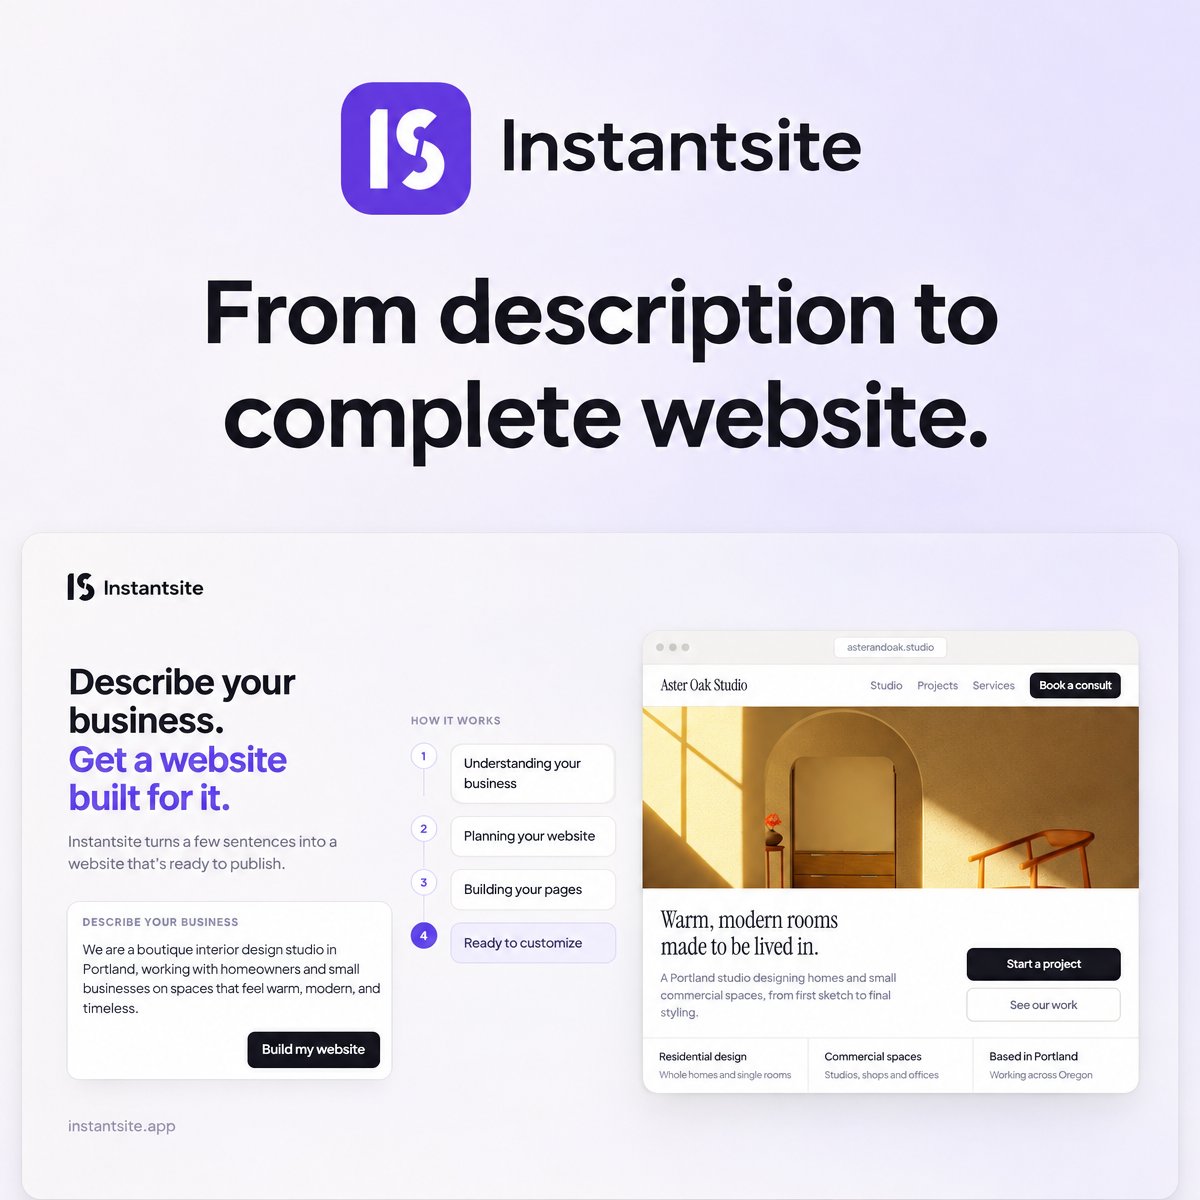 IS Instantsite
From description to
complete website.
IS Instantsite
Describe your
business.
Get a website
built for it.
Instantsite turns a few sentences into a
website that's ready to publish.
DESCRIBE YOUR BUSINESS
We are a boutique interior design studio in
Portland, working with homeowners and small
businesses on spaces that feel warm, modern, and
timeless.
Build my website
instantsite.app
HOW IT WORKS
1 Understanding your
business
2 Planning your website
3 Building your pages
4 Ready to customize
asterandoak.studio
Aster Oak Studio Studio Projects Services Book a consult
Warm, modern rooms
made to be lived in.
A Portland studio designing homes and small
commercial spaces, from first sketch to final
styling.
Start a project
See our work
Residential design
Whole homes and single rooms
Commercial spaces
Studios, shops and offices
Based in Portland
Working across Oregon